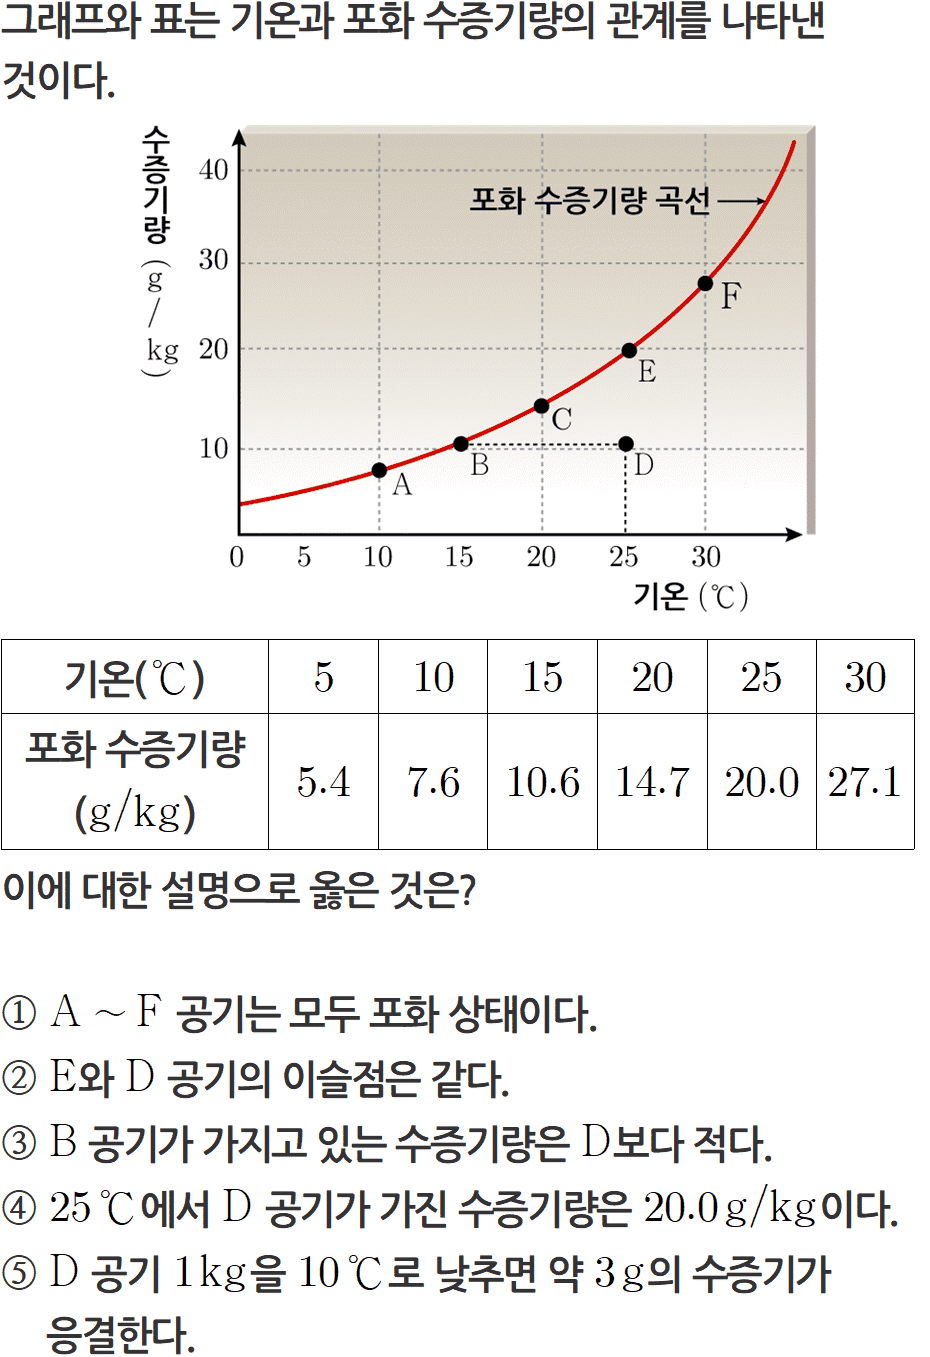 그래프와 표는 기온과 포화 수증기량의 관계를 나타낸
것이다.
수증기량 (g/kg)
40
30
20
10
포화 수증기량 곡선
F
E
C
B
D
A
0 5 10 15 20 25 30
기온 (℃)
기온(℃) 5 10 15 20 25 30
포화 수증기량
(g/kg) 5.4 7.6 10.6 14.7 20.0 27.1
이에 대한 설명으로 옳은 것은?
① A ~ F 공기는 모두 포화 상태이다.
② E와 D 공기의 이슬점은 같다.
③ B 공기가 가지고 있는 수증기량은 D보다 적다.
④ 25℃에서 D 공기가 가진 수증기량은 20.0g/kg이다.
⑤ D 공기 1kg을 10℃로 낮추면 약 3g의 수증기가
응결한다.